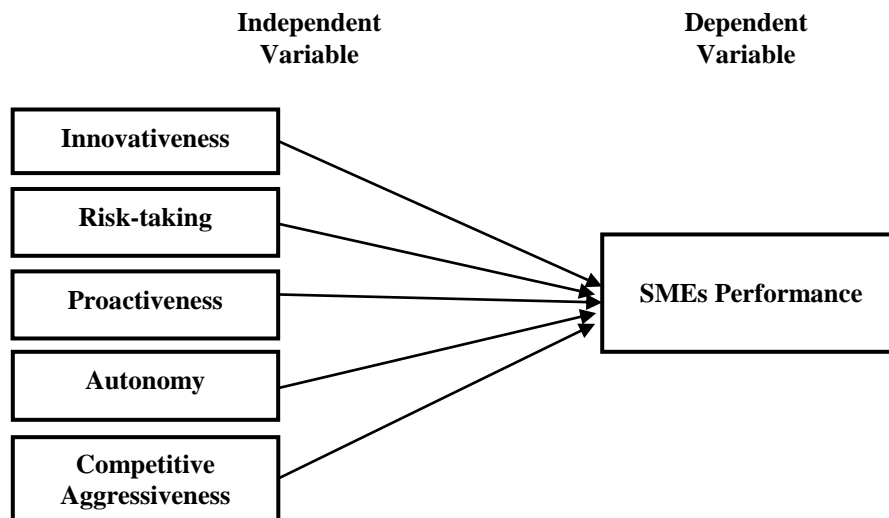 Independent
Variable
Dependent
Variable
Innovativeness
Risk-taking
Proactiveness
Autonomy
Competitive
Aggressiveness
SMEs Performance